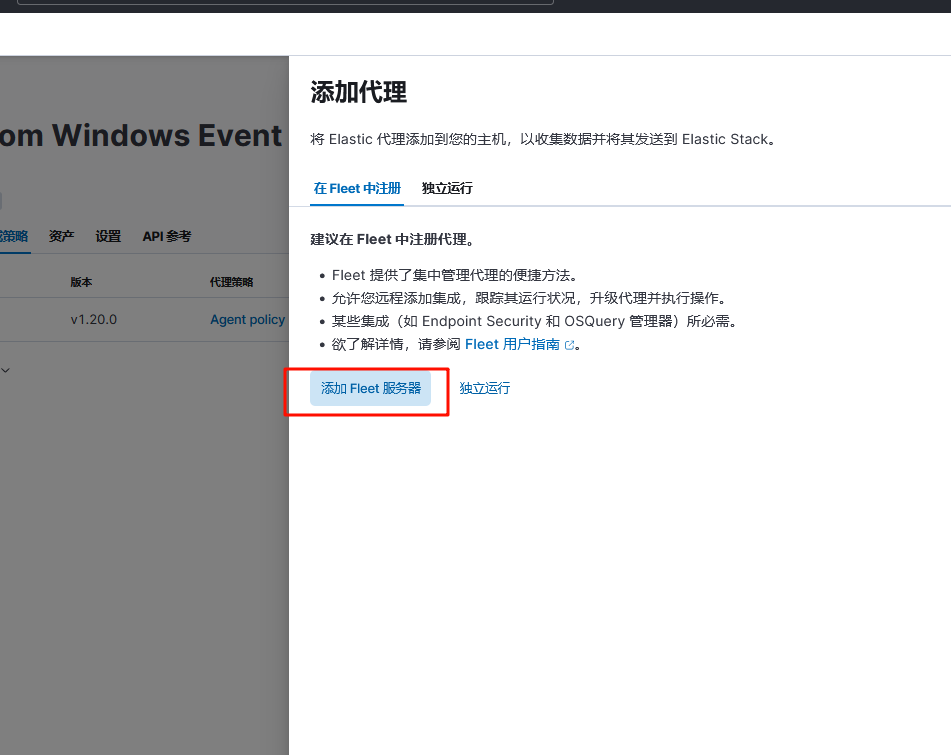 添加代理
om Windows Event
将 Elastic 代理添加到您的主机，以收集数据并将其发送到 Elastic Stack。
在 Fleet 中注册 独立运行
策略 资产 设置 API 参考
建议在 Fleet 中注册代理。
版本 代理策略
• Fleet 提供了集中管理代理的便捷方法。
• 允许您远程添加集成，跟踪其运行状况，升级代理并执行操作。
v1.20.0 Agent policy
• 某些集成（如 Endpoint Security 和 OSQuery 管理器）所必需。
• 欲了解详情，请参阅 Fleet 用户指南。
添加 Fleet 服务器 独立运行